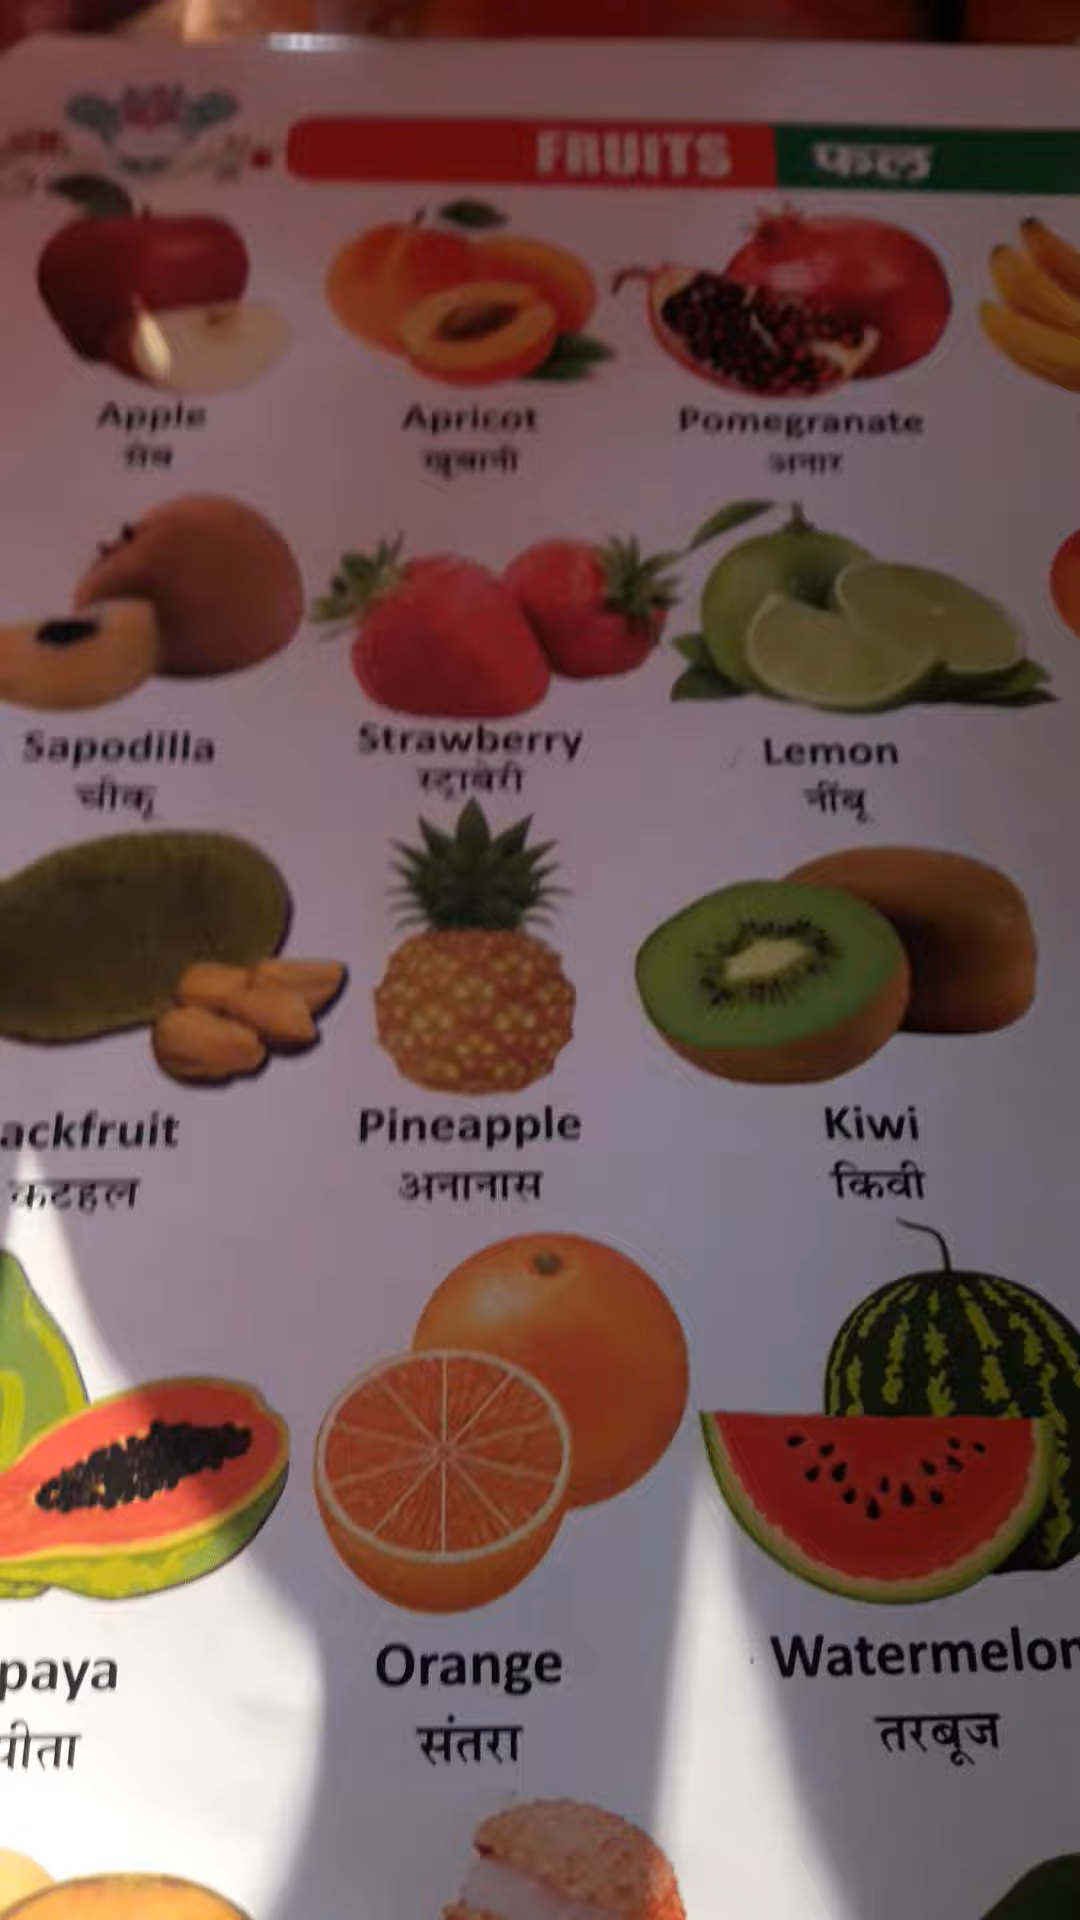 FRUITS फल
Apple Apricot Pomegranate
सेब खूबानी अनार
Sapodilla Strawberry Lemon
चीकू स्ट्राबेरी नींबू
ackfruit Pineapple Kiwi
कटहल अनानास किवी
paya Orange Watermelon
पीता संतरा तरबूज